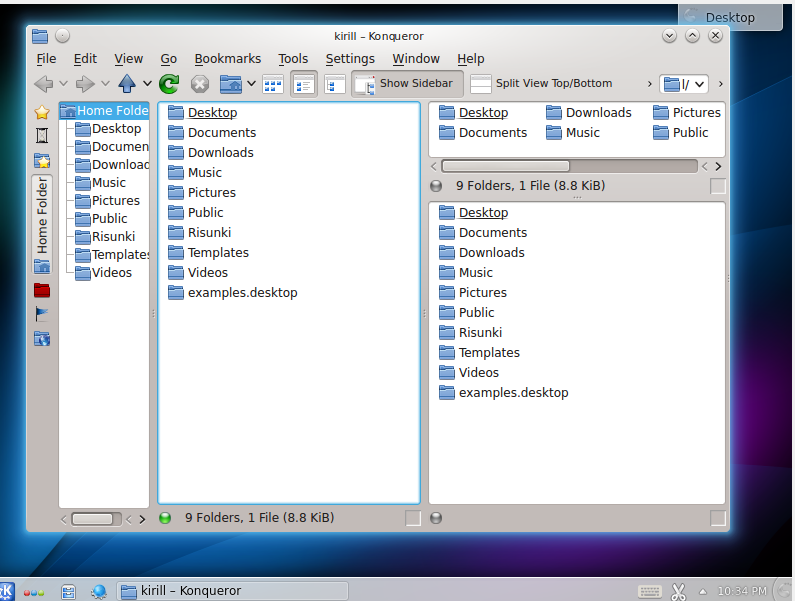 Desktop
kirill – Konqueror
File Edit View Go Bookmarks Tools Settings Window Help
Show Sidebar Split View Top/Bottom /
Home Folder
Home Folde
Desktop
Documen
Downloac
Music
Pictures
Public
Risunki
Templates
Videos
Desktop
Documents
Downloads
Music
Pictures
Public
Risunki
Templates
Videos
examples.desktop
9 Folders, 1 File (8.8 KiB)
Desktop Downloads Pictures
Documents Music Public
9 Folders, 1 File (8.8 KiB)
Desktop
Documents
Downloads
Music
Pictures
Public
Risunki
Templates
Videos
examples.desktop
kirill – Konqueror
10:34 PM